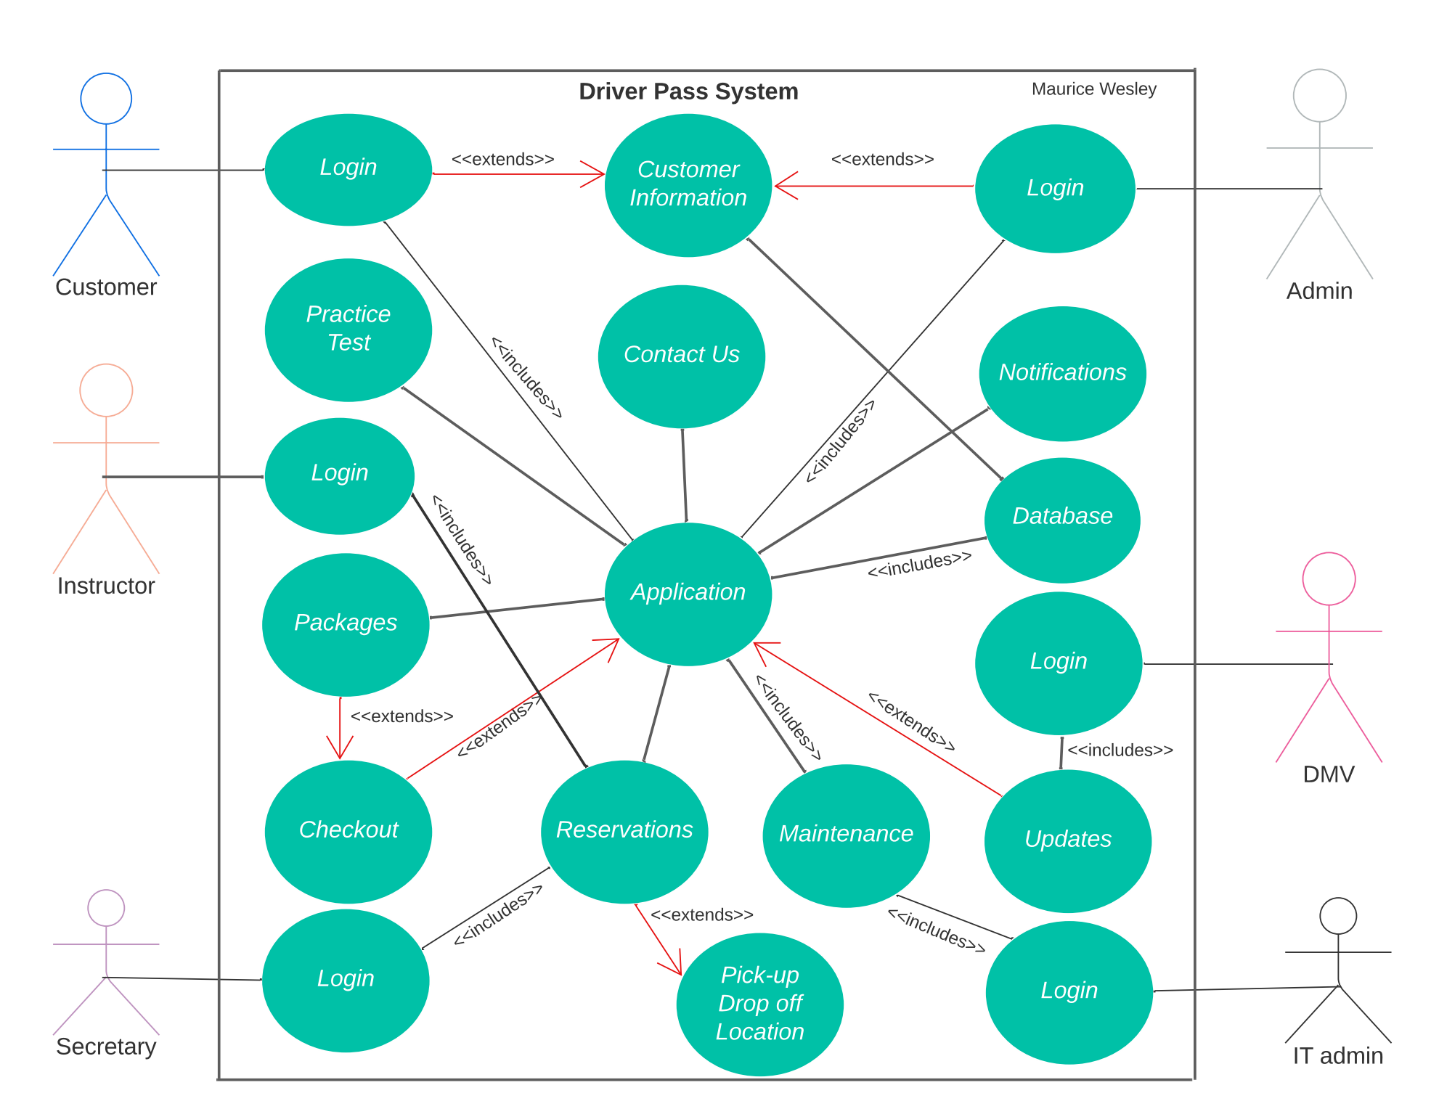 Driver Pass System
Maurice Wesley
Login
<<extends>>
Customer
Information
<<extends>>
Login
Customer
Admin
Practice
Test
<<includes>>
Contact Us
<<includes>>
Notifications
Login
Instructor
<<includes>>
Database
<<includes>>
Application
Packages
Login
<<extends>>
<<extends>>
<<includes>>
<<extends>>
<<includes>>
DMV
Checkout
Reservations
Maintenance
Updates
<<includes>>
<<extends>>
<<includes>>
Login
Secretary
Pick-up
Drop off
Location
Login
IT admin